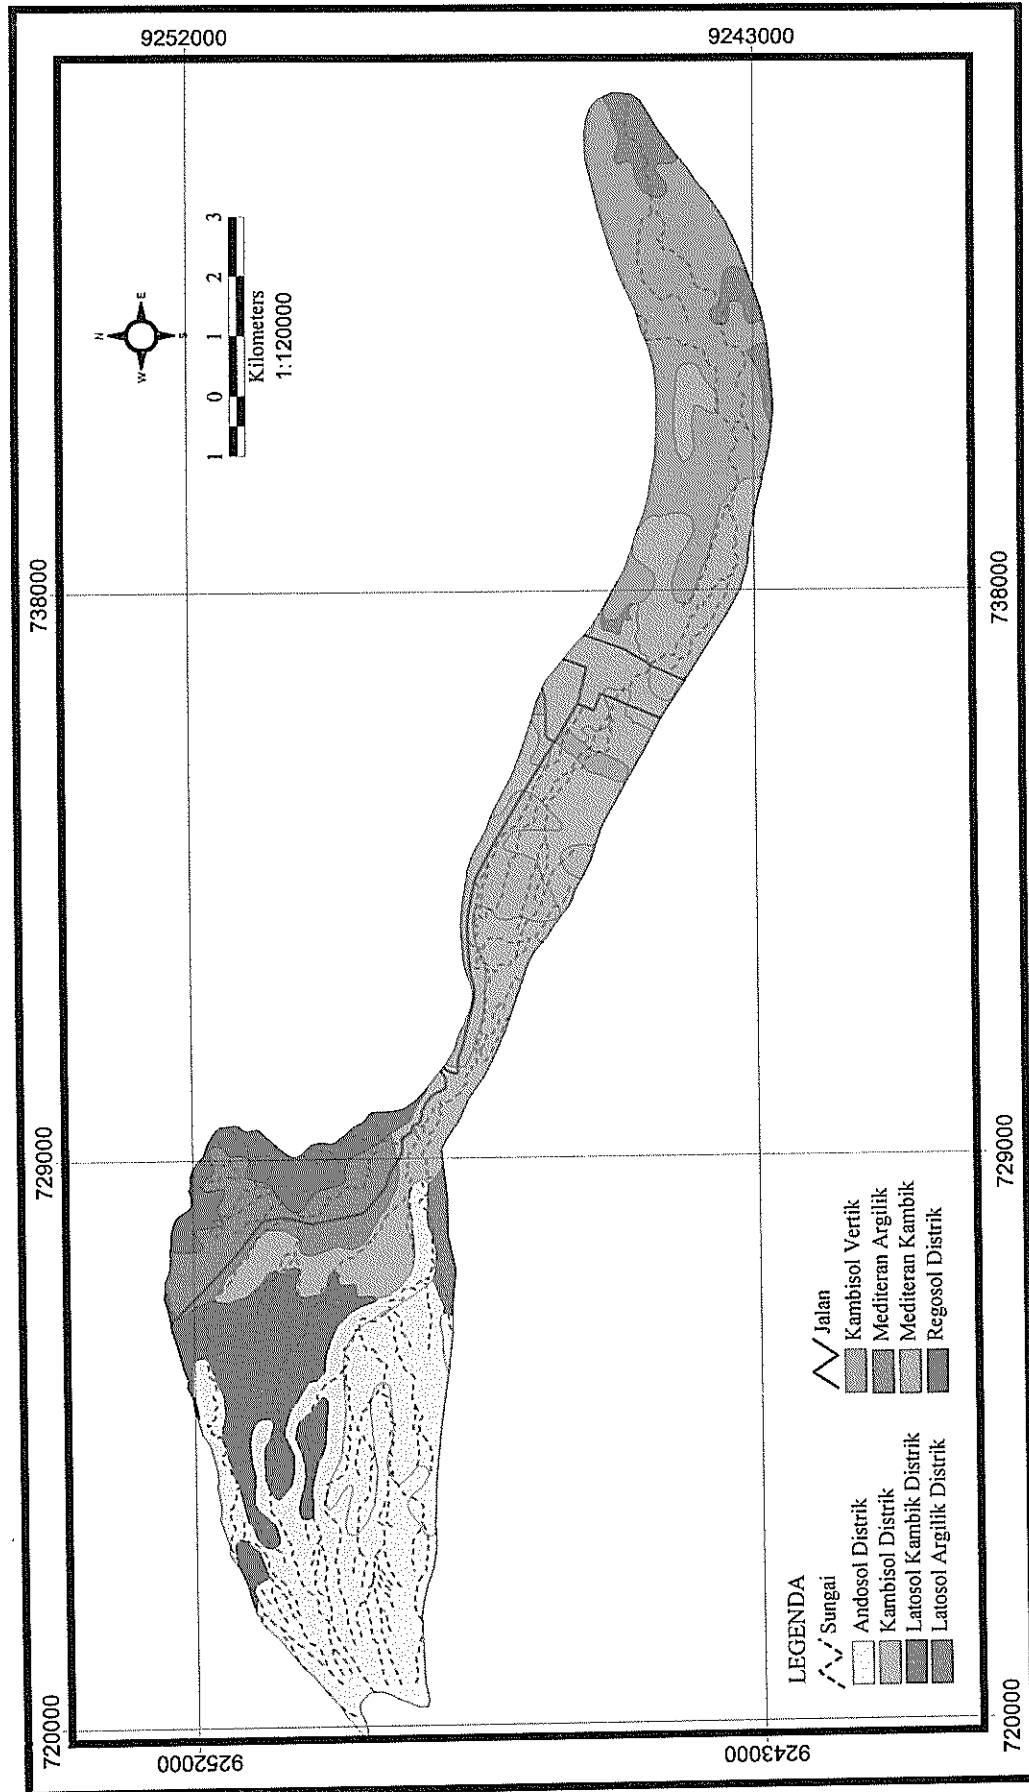 9252000
9243000
N
W
E
S
1 0 1 2 3
Kilometers
1:120000
738000
738000
729000
729000
720000
720000
9252000
9243000
LEGENDA
Sungai
Andosol Distrik
Kambisol Distrik
Latosol Kambik Distrik
Latosol Argilik Distrik
Jalan
Kambisol Vertik
Mediteran Argilik
Mediteran Kambik
Regosol Distrik